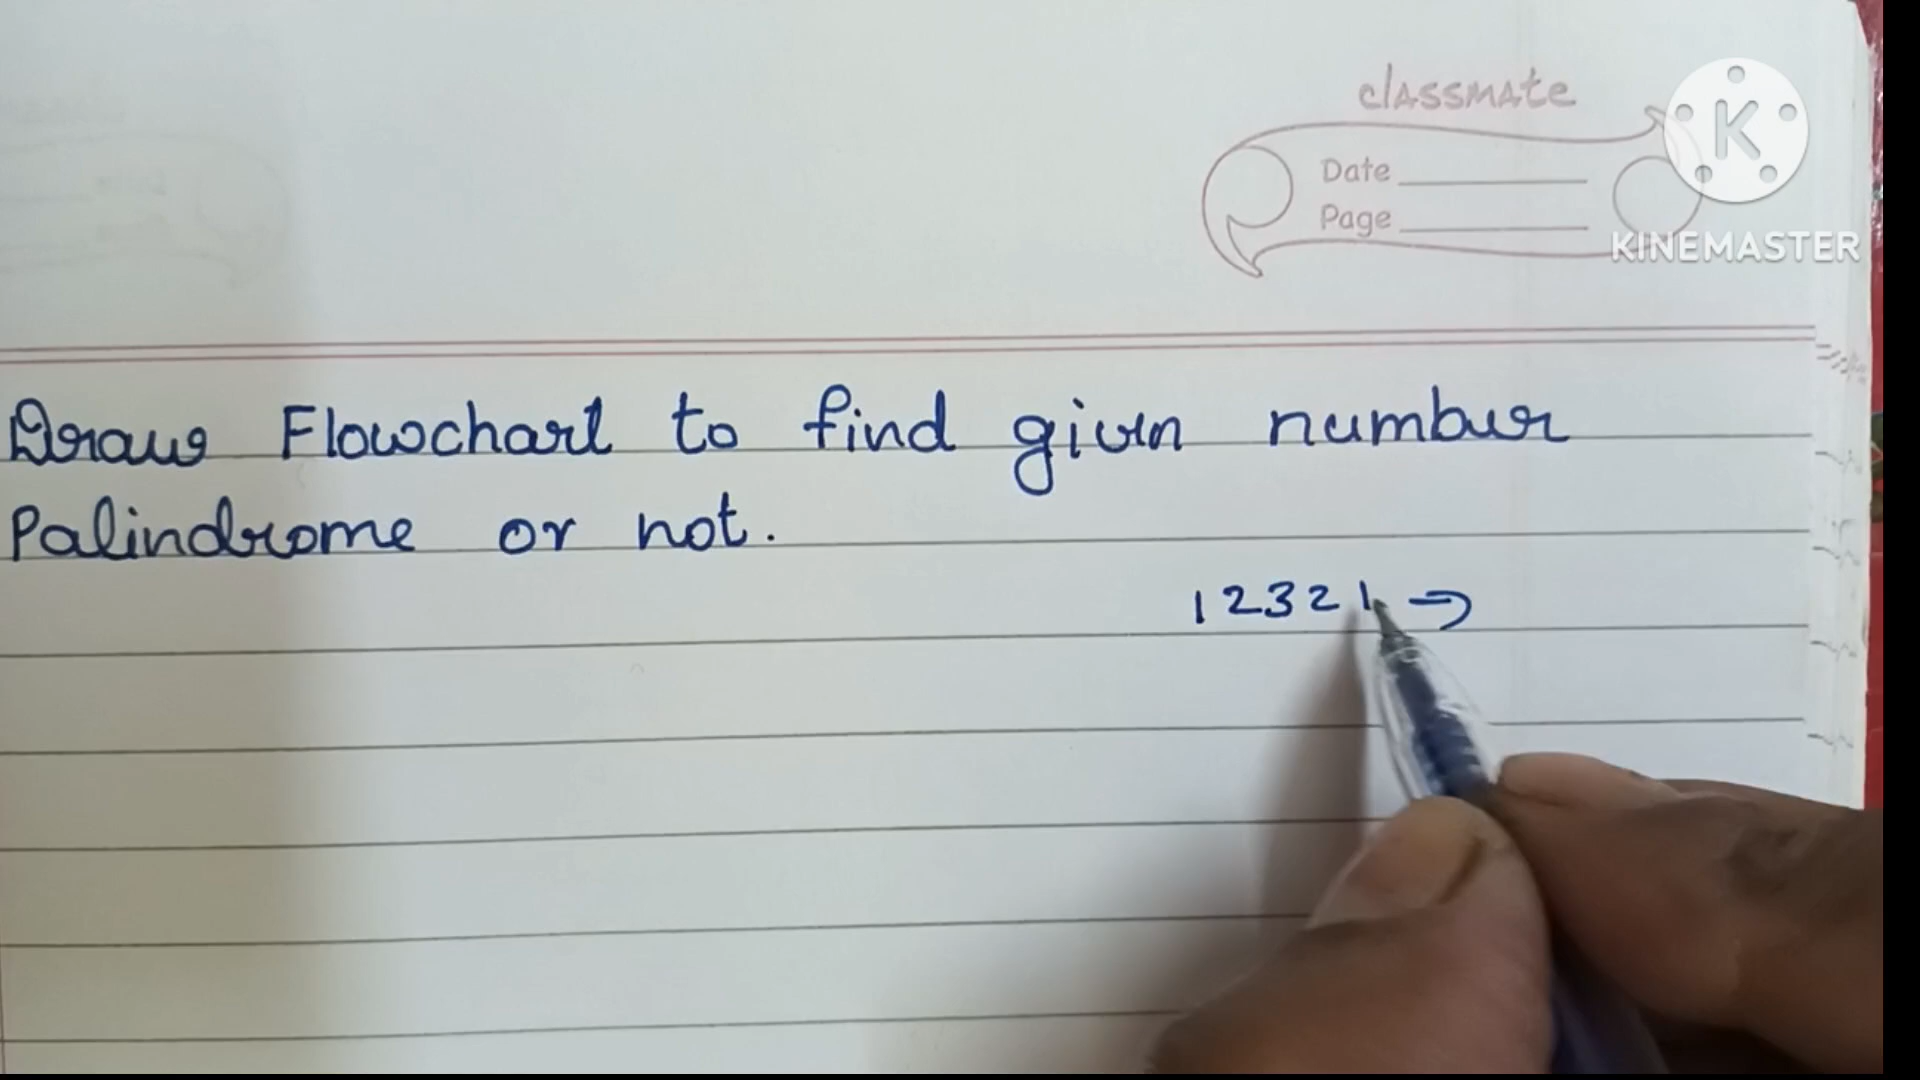 classmate
Date
Page
KINEMASTER
Draw Flowchart to find given number
Palindrome or not.
12321 →